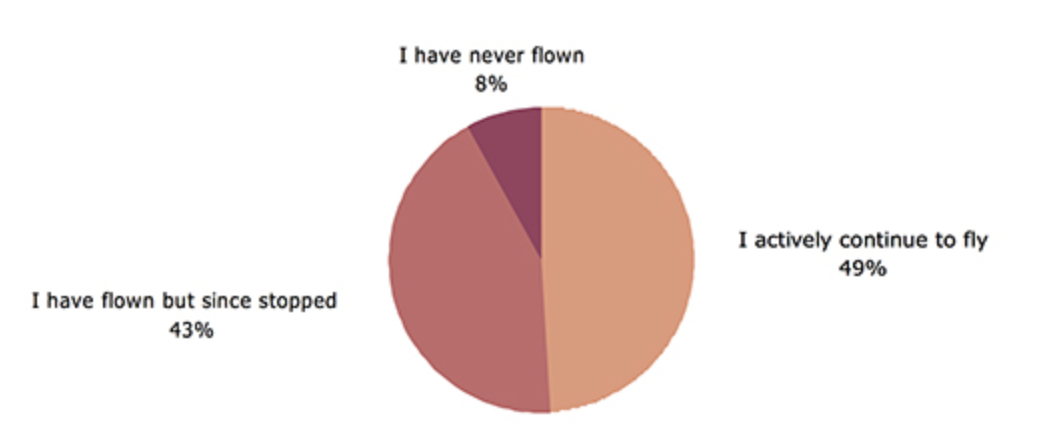 I have never flown
8%
I actively continue to fly
49%
I have flown but since stopped
43%